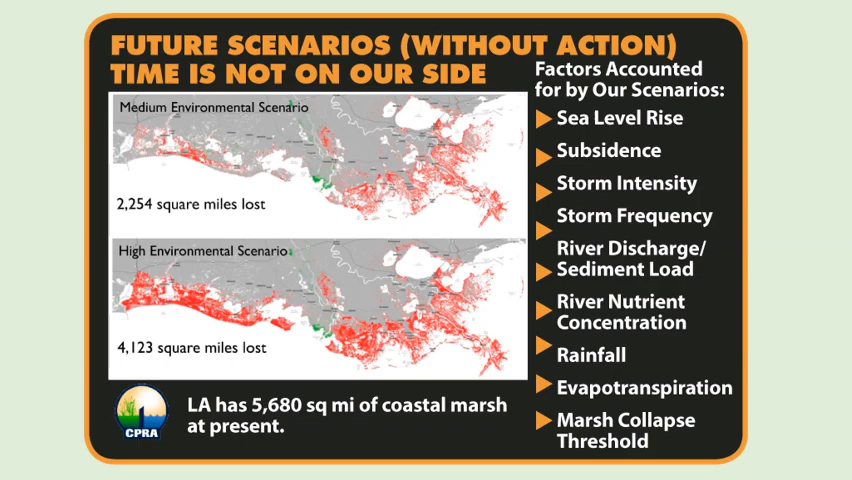 FUTURE SCENARIOS (WITHOUT ACTION)
TIME IS NOT ON OUR SIDE
Medium Environmental Scenario
2,254 square miles lost
High Environmental Scenario
4,123 square miles lost
CPRA
LA has 5,680 sq mi of coastal marsh
at present.
Factors Accounted
for by Our Scenarios:
Sea Level Rise
Subsidence
Storm Intensity
Storm Frequency
River Discharge/
Sediment Load
River Nutrient
Concentration
Rainfall
Evapotranspiration
Marsh Collapse
Threshold